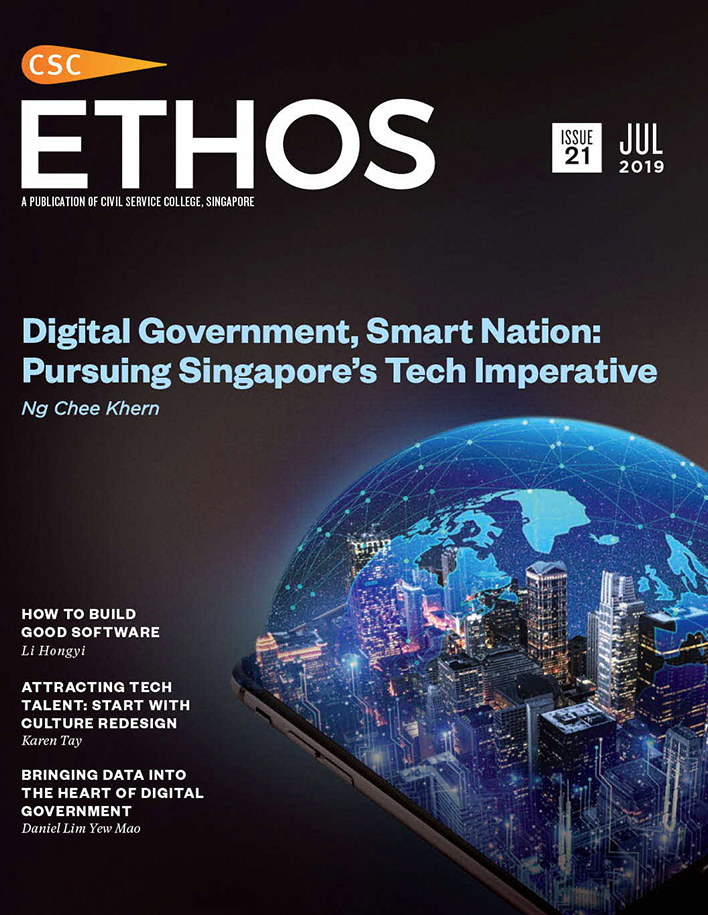 CSC
ETHOS
A PUBLICATION OF CIVIL SERVICE COLLEGE, SINGAPORE
ISSUE
21
JUL
2019
Digital Government, Smart Nation:
Pursuing Singapore's Tech Imperative
Ng Chee Khern
HOW TO BUILD
GOOD SOFTWARE
Li Hongyi
ATTRACTING TECH
TALENT: START WITH
CULTURE REDESIGN
Karen Tay
BRINGING DATA INTO
THE HEART OF DIGITAL
GOVERNMENT
Daniel Lim Yew Mao